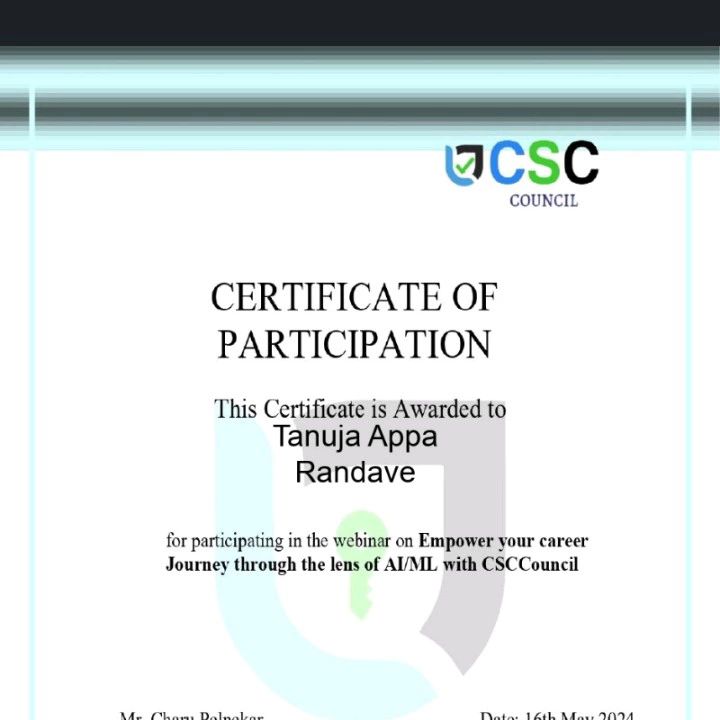 CSC
COUNCIL
CERTIFICATE OF
PARTICIPATION
This Certificate is Awarded to
Tanuja Appa
Randave
for participating in the webinar on Empower your career
Journey through the lens of AI/ML with CSCCouncil
Mr. Charu Date: 16th May 2024